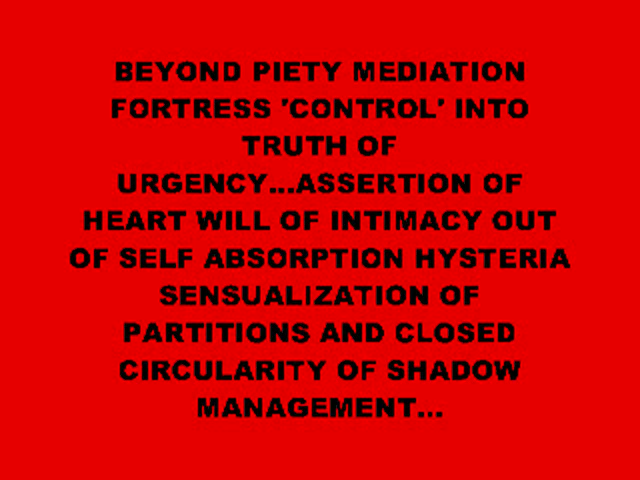 BEYOND PIETY MEDIATION
FORTRESS 'CONTROL' INTO
TRUTH OF
URGENCY...ASSERTION OF
HEART WILL OF INTIMACY OUT
OF SELF ABSORPTION HYSTERIA
SENSUALIZATION OF
PARTITIONS AND CLOSED
CIRCULARITY OF SHADOW
MANAGEMENT...